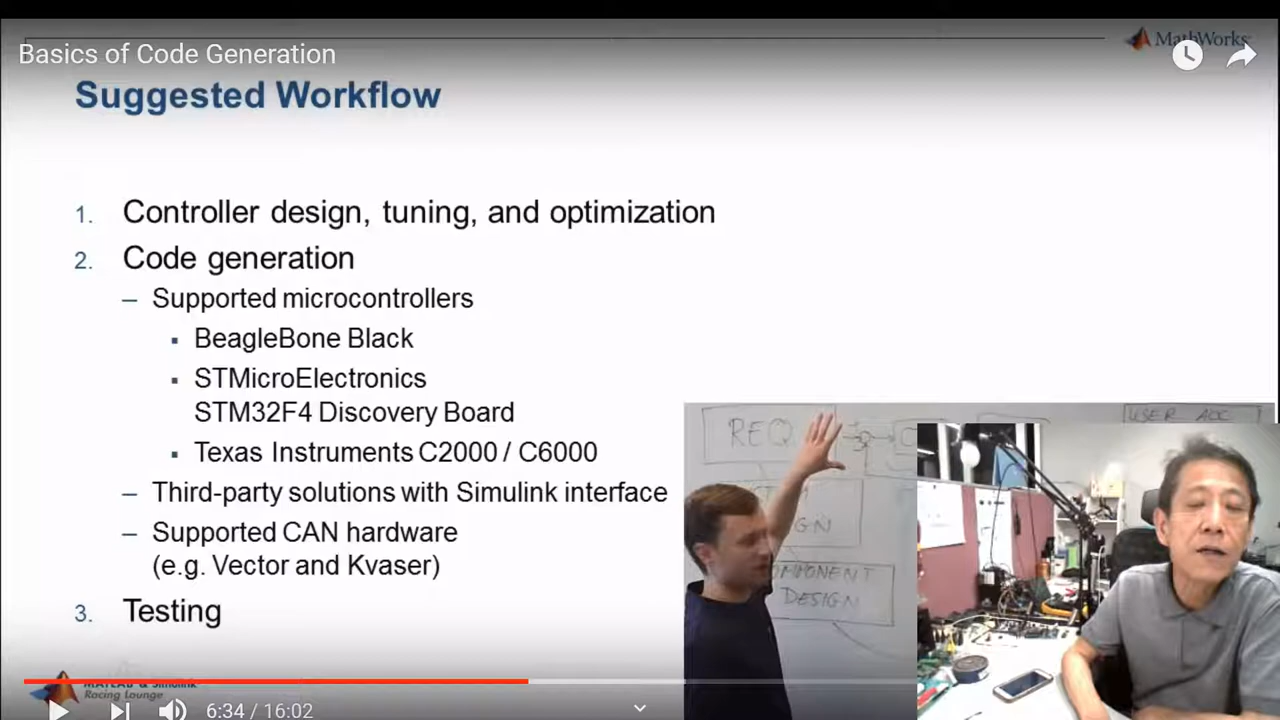 Basics of Code Generation
MathWorks
Suggested Workflow
1. Controller design, tuning, and optimization
2. Code generation
– Supported microcontrollers
▪ BeagleBone Black
▪ STMicroElectronics
STM32F4 Discovery Board
▪ Texas Instruments C2000 / C6000
– Third-party solutions with Simulink interface
– Supported CAN hardware
(e.g. Vector and Kvaser)
3. Testing
REQ
USER ACC
DESIGN
MATLAB & Simulink
Racing Lounge
6:34 / 16:02